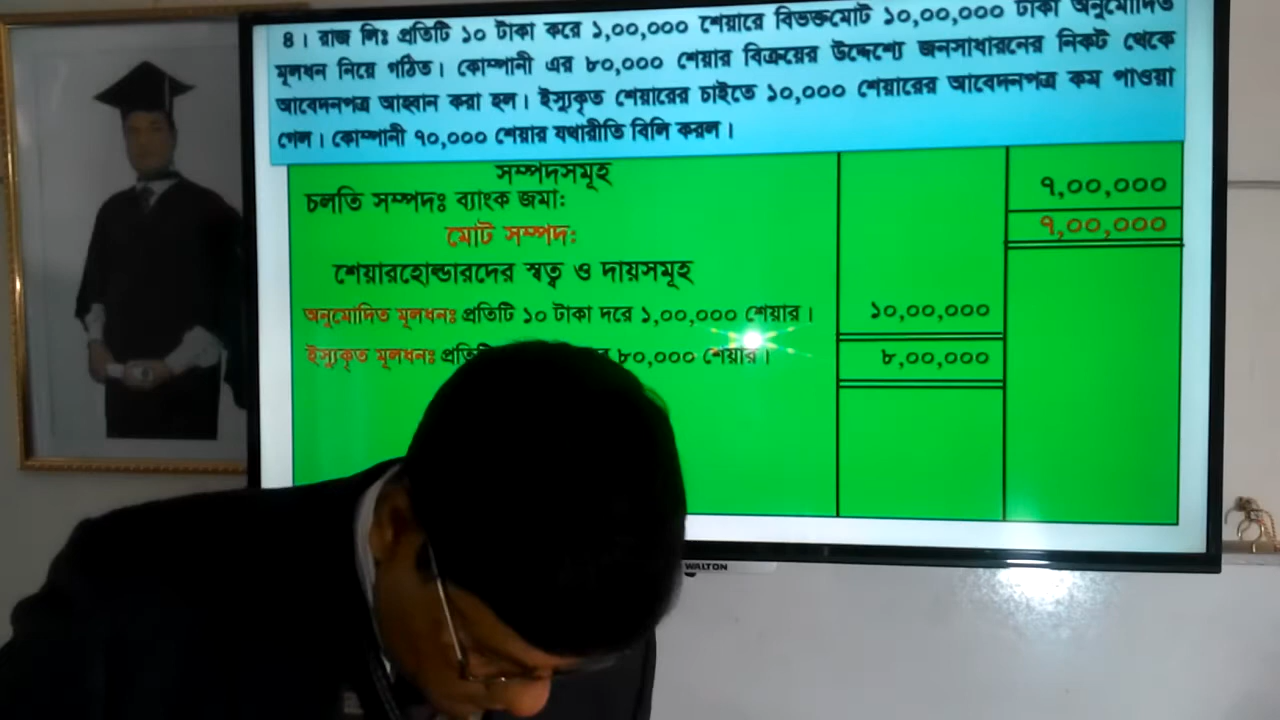 ৪। রাজ লিঃ প্রতিটি ১০ টাকা করে ১,০০,০০০ শেয়ারে বিভক্তমোট ১০,০০,০০০ টাকা অনুমোদিত
মূলধন নিয়ে গঠিত। কোম্পানী এর ৮০,০০০ শেয়ার বিক্রয়ের উদ্দেশ্যে জনসাধারনের নিকট থেকে
আবেদনপত্র আহবান করা হল। ইস্যুকৃত শেয়ারের চাইতে ১০,০০০ শেয়ারের আবেদনপত্র কম পাওয়া
গেল। কোম্পানী ৭০,০০০ শেয়ার যথারীতি বিলি করল।
সম্পদসমূহ
চলতি সম্পদঃ ব্যাংক জমা: ৭,০০,০০০
মোট সম্পদ: ৭,০০,০০০
শেয়ারহোল্ডারদের স্বত্ব ও দায়সমূহ
অনুমোদিত মূলধনঃ প্রতিটি ১০ টাকা দরে ১,০০,০০০ শেয়ার। ১০,০০,০০০
ইস্যুকৃত মূলধনঃ ৮০,০০০ শেয়ার। ৮,০০,০০০
WALTON